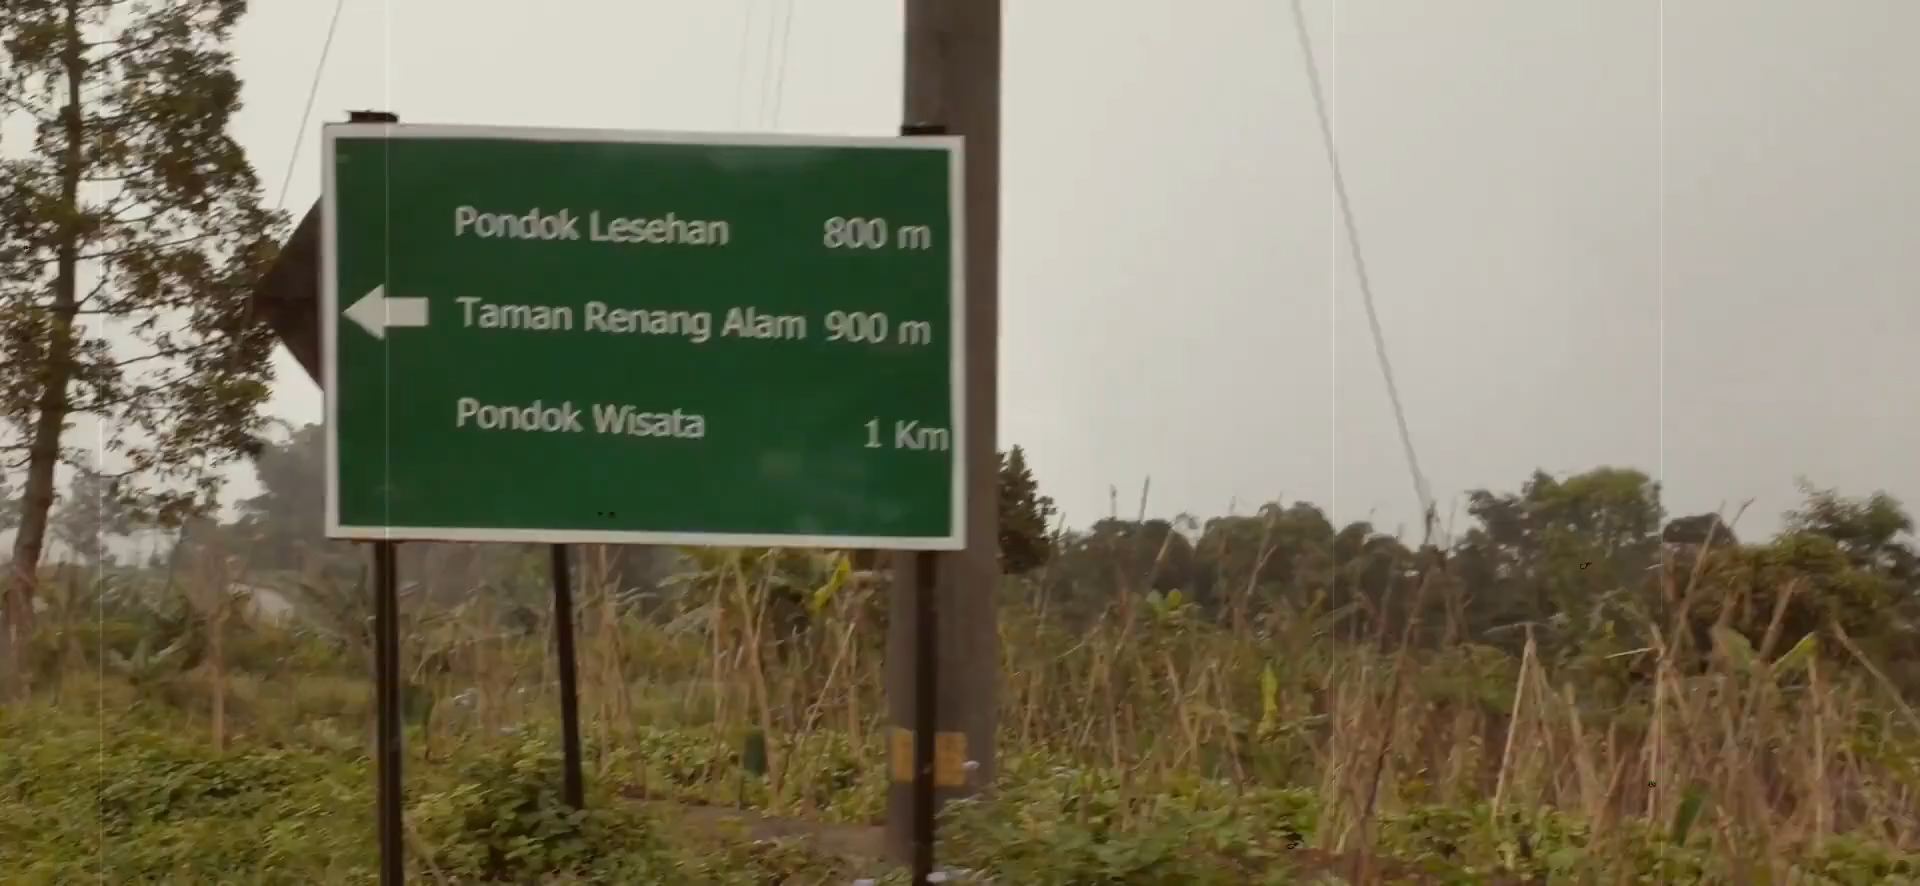 Pondok Lesehan 800 m
Taman Renang Alam 900 m
Pondok Wisata 1 Km